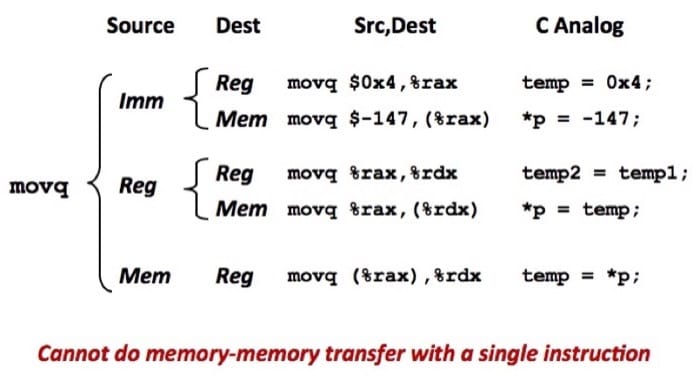 Source Dest Src,Dest C Analog
Imm
Reg movq $0x4,%rax temp = 0x4;
Mem movq $-147,(%rax) *p = -147;
movq
Reg
Reg movq %rax,%rdx temp2 = temp1;
Mem movq %rax,(%rdx) *p = temp;
Mem Reg movq (%rax),%rdx temp = *p;
Cannot do memory-memory transfer with a single instruction